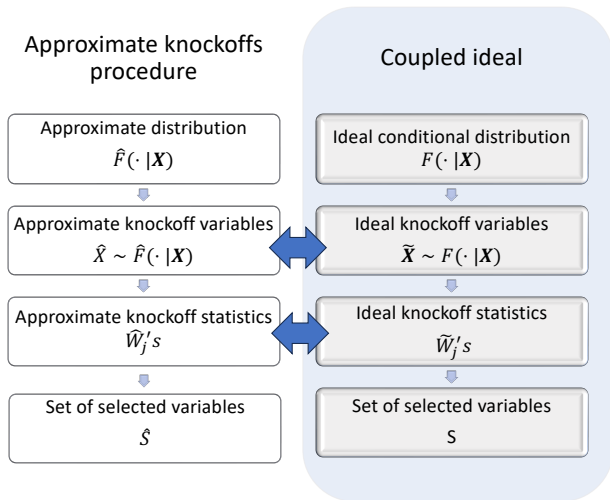 Approximate knockoffs
procedure
Approximate distribution
F̂(· |𝑿)
Approximate knockoff variables
X̂ ~ F̂(· |𝑿)
Approximate knockoff statistics
Ŵⱼ′s
Set of selected variables
Ŝ
Coupled ideal
Ideal conditional distribution
F(· |𝑿)
Ideal knockoff variables
𝑿̃ ~ F(· |𝑿)
Ideal knockoff statistics
W̃ⱼ′s
Set of selected variables
S